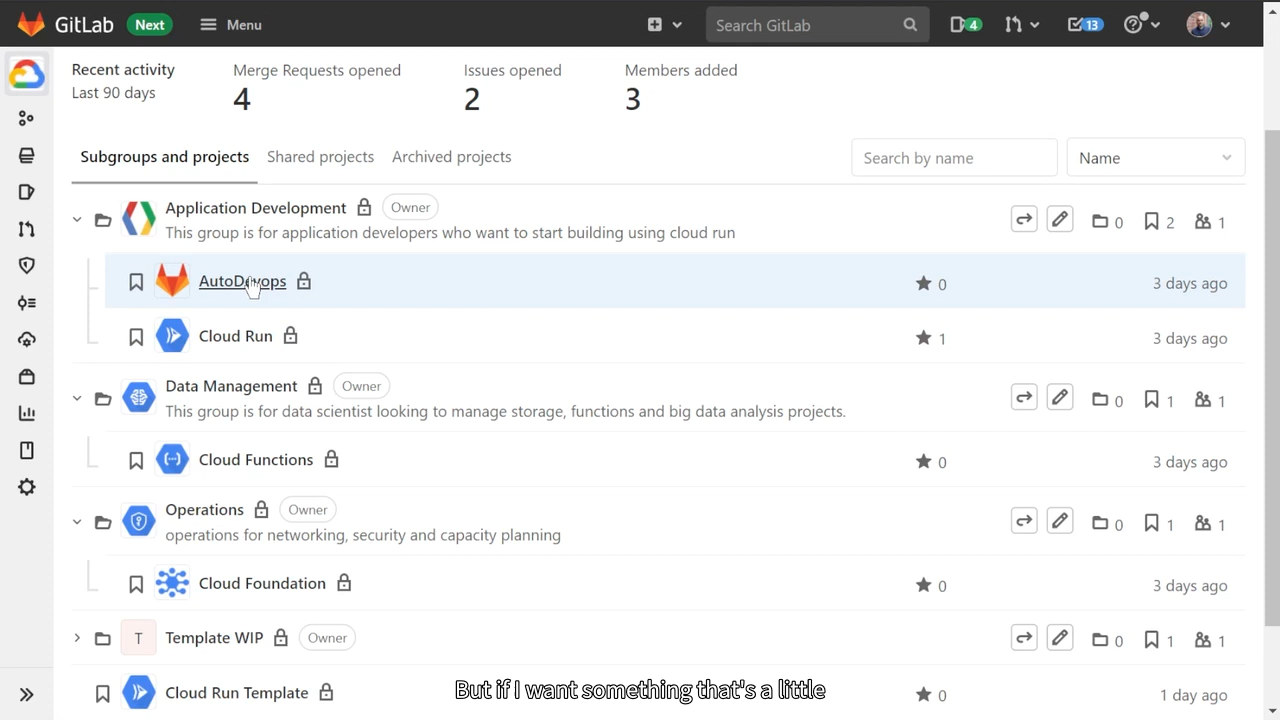 GitLab Next Menu Search GitLab 4 13
Recent activity
Last 90 days
Merge Requests opened
4
Issues opened
2
Members added
3
Subgroups and projects Shared projects Archived projects Search by name Name
Application Development Owner
This group is for application developers who want to start building using cloud run
0 2 1
AutoDevops 0 3 days ago
Cloud Run 1 3 days ago
Data Management Owner
This group is for data scientist looking to manage storage, functions and big data analysis projects.
0 1 1
Cloud Functions 0 3 days ago
Operations Owner
operations for networking, security and capacity planning
0 1 1
Cloud Foundation 0 3 days ago
T Template WIP Owner 0 1 1
Cloud Run Template 0 1 day ago
But if I want something that's a little